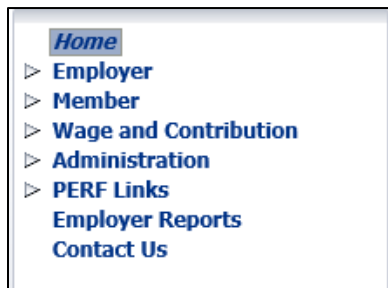 Home
Employer
Member
Wage and Contribution
Administration
PERF Links
Employer Reports
Contact Us